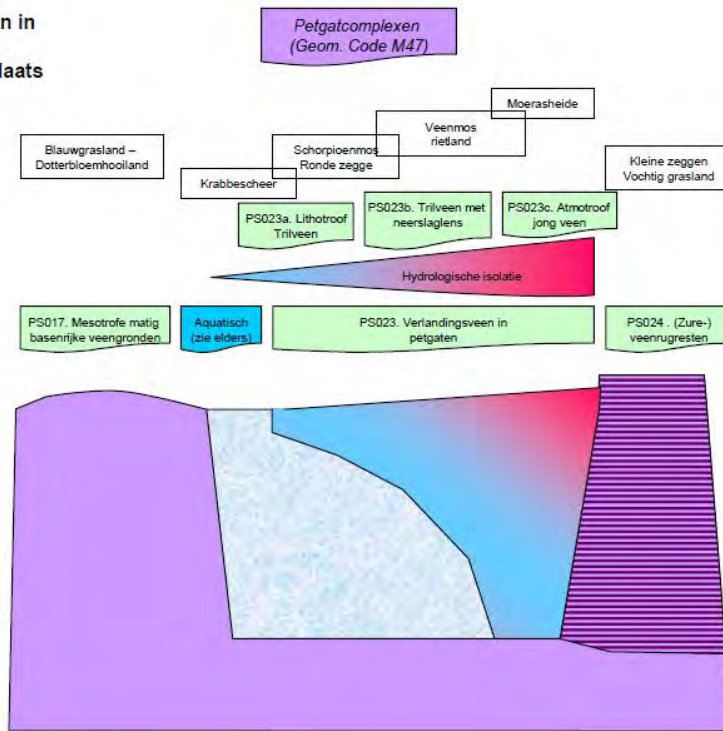 en in
laats
Petgatcomplexen
(Geom. Code M47)
Moerasheide
Veenmos
rietland
Blauwgrasland –
Dotterbloemhooiland
Schorpioenmos
Ronde zegge
Kleine zeggen
Vochtig grasland
Krabbescheer
PS023a. Lithotroof
Trilveen
PS023b. Trilveen met
neerslaglens
PS023c. Atmotroof
jong veen
Hydrologische isolatie
PS017. Mesotrofe matig
basenrijke veengronden
Aquatisch
(zie elders)
PS023. Verlandingsveen in
petgaten
PS024 . (Zure-)
veenrugresten